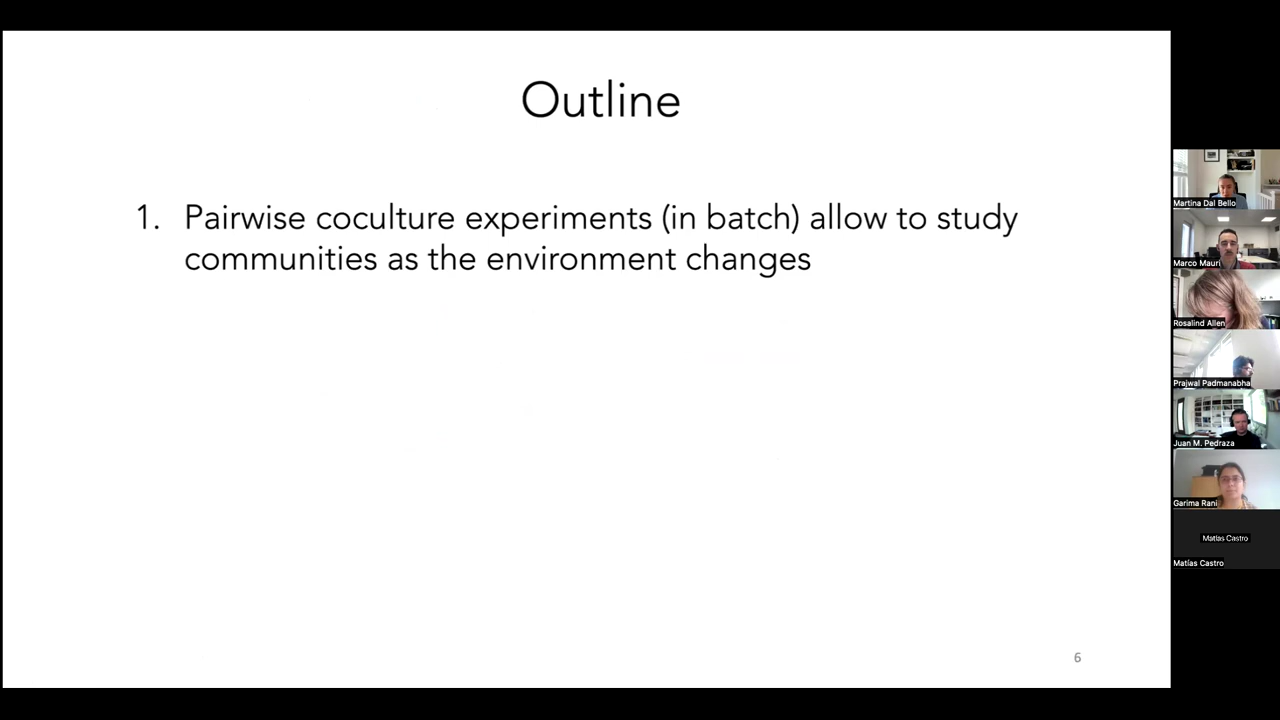 Outline
1. Pairwise coculture experiments (in batch) allow to study
communities as the environment changes
6
Martina Dal Bello
Marco Mauri
Rosalind Allen
Prajwal Padmanabha
Juan M. Pedraza
Garima Rani
Matías Castro
Matías Castro